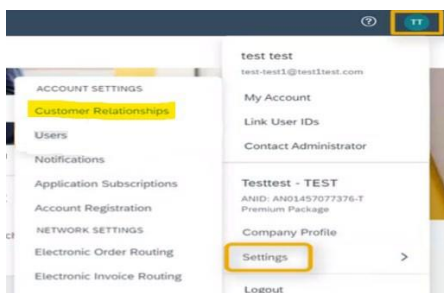 TT
test test
test-test1@test1test.com
My Account
Link User IDs
Contact Administrator
Testtest - TEST
ANID: AN01457077376-T
Premium Package
Company Profile
Settings
Logout
ACCOUNT SETTINGS
Customer Relationships
Users
Notifications
Application Subscriptions
Account Registration
NETWORK SETTINGS
Electronic Order Routing
Electronic Invoice Routing